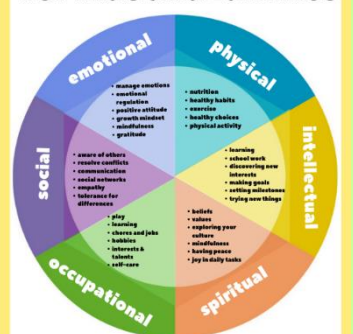 emotional
• manage emotions
• emotional
regulation
• positive attitude
• growth mindset
• mindfulness
• gratitude
physical
• nutrition
• healthy habits
• exercise
• healthy choices
• physical activity
intellectual
• learning
• school work
• discovering new
interests
• making goals
• setting milestones
• trying new things
spiritual
• beliefs
• values
• exploring your
culture
• mindfulness
• having peace
• joy in daily tasks
occupational
• play
• learning
• chores and jobs
• hobbies
• interests &
talents
• self-care
social
• aware of others
• resolve conflicts
• communication
• social networks
• empathy
• tolerance for
differences